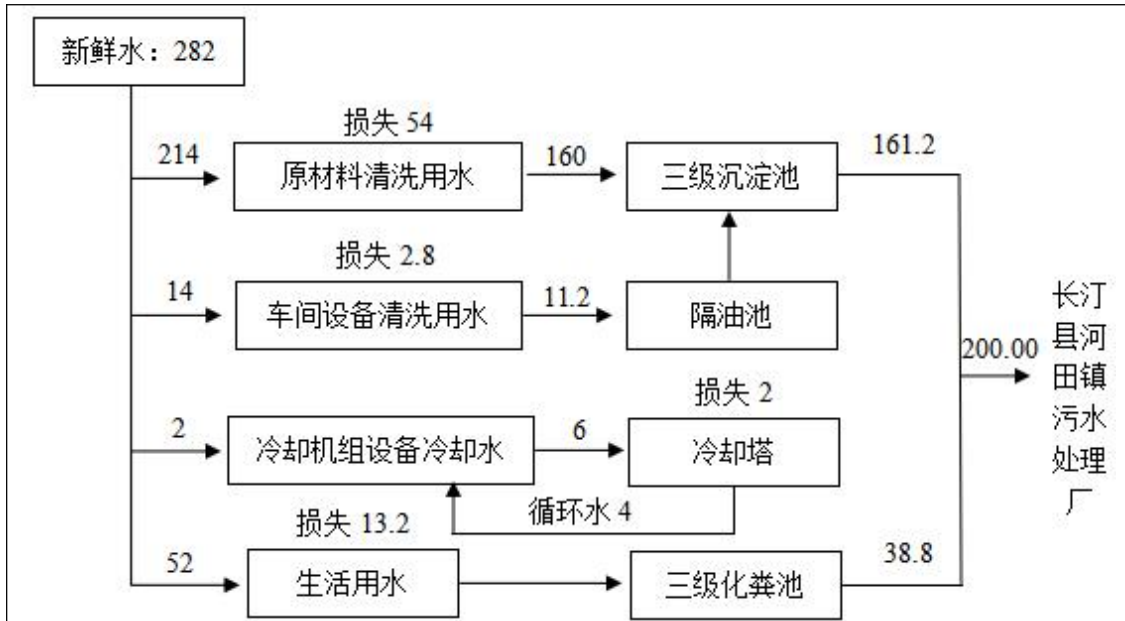 新鲜水：282
损失 54
214
原材料清洗用水
160
三级沉淀池
161.2
损失 2.8
14
车间设备清洗用水
11.2
隔油池
200.00
长汀
县河
田镇
污水
处理
厂
损失 2
2
冷却机组设备冷却水
6
冷却塔
循环水 4
损失 13.2
52
生活用水
三级化粪池
38.8